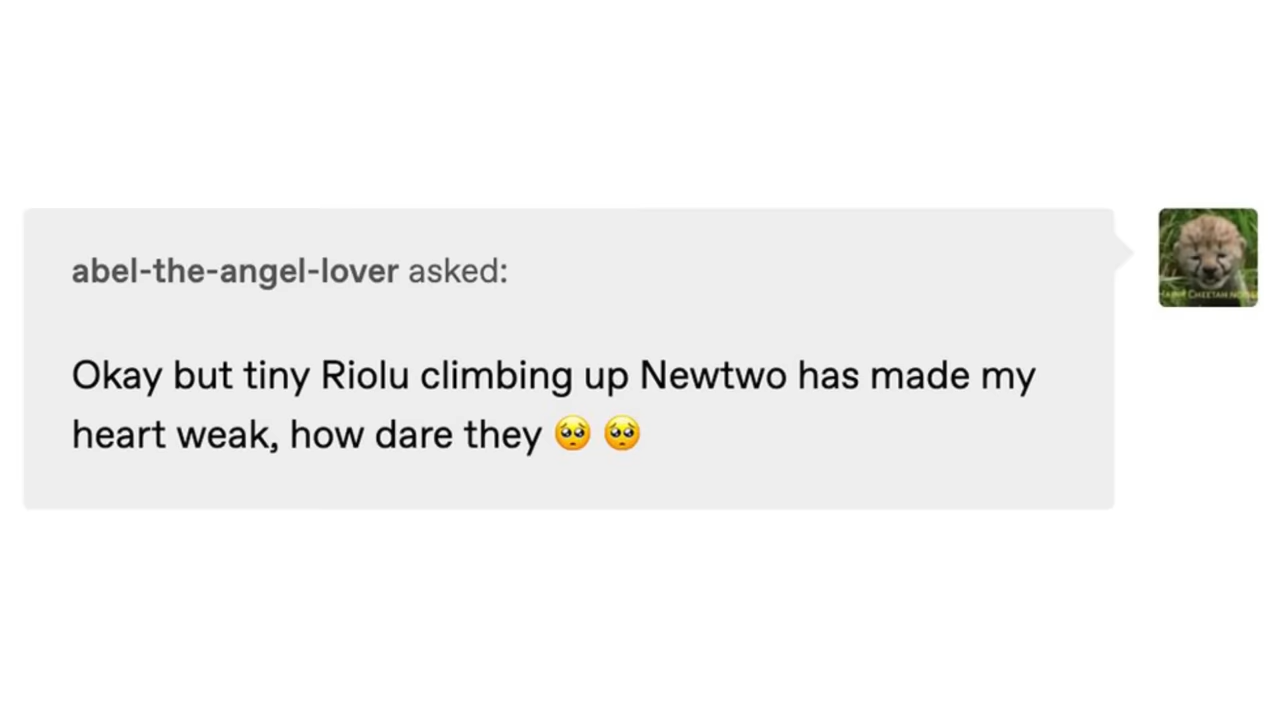 abel-the-angel-lover asked:
Okay but tiny Riolu climbing up Newtwo has made my
heart weak, how dare they 🥺 🥺
Cheetah